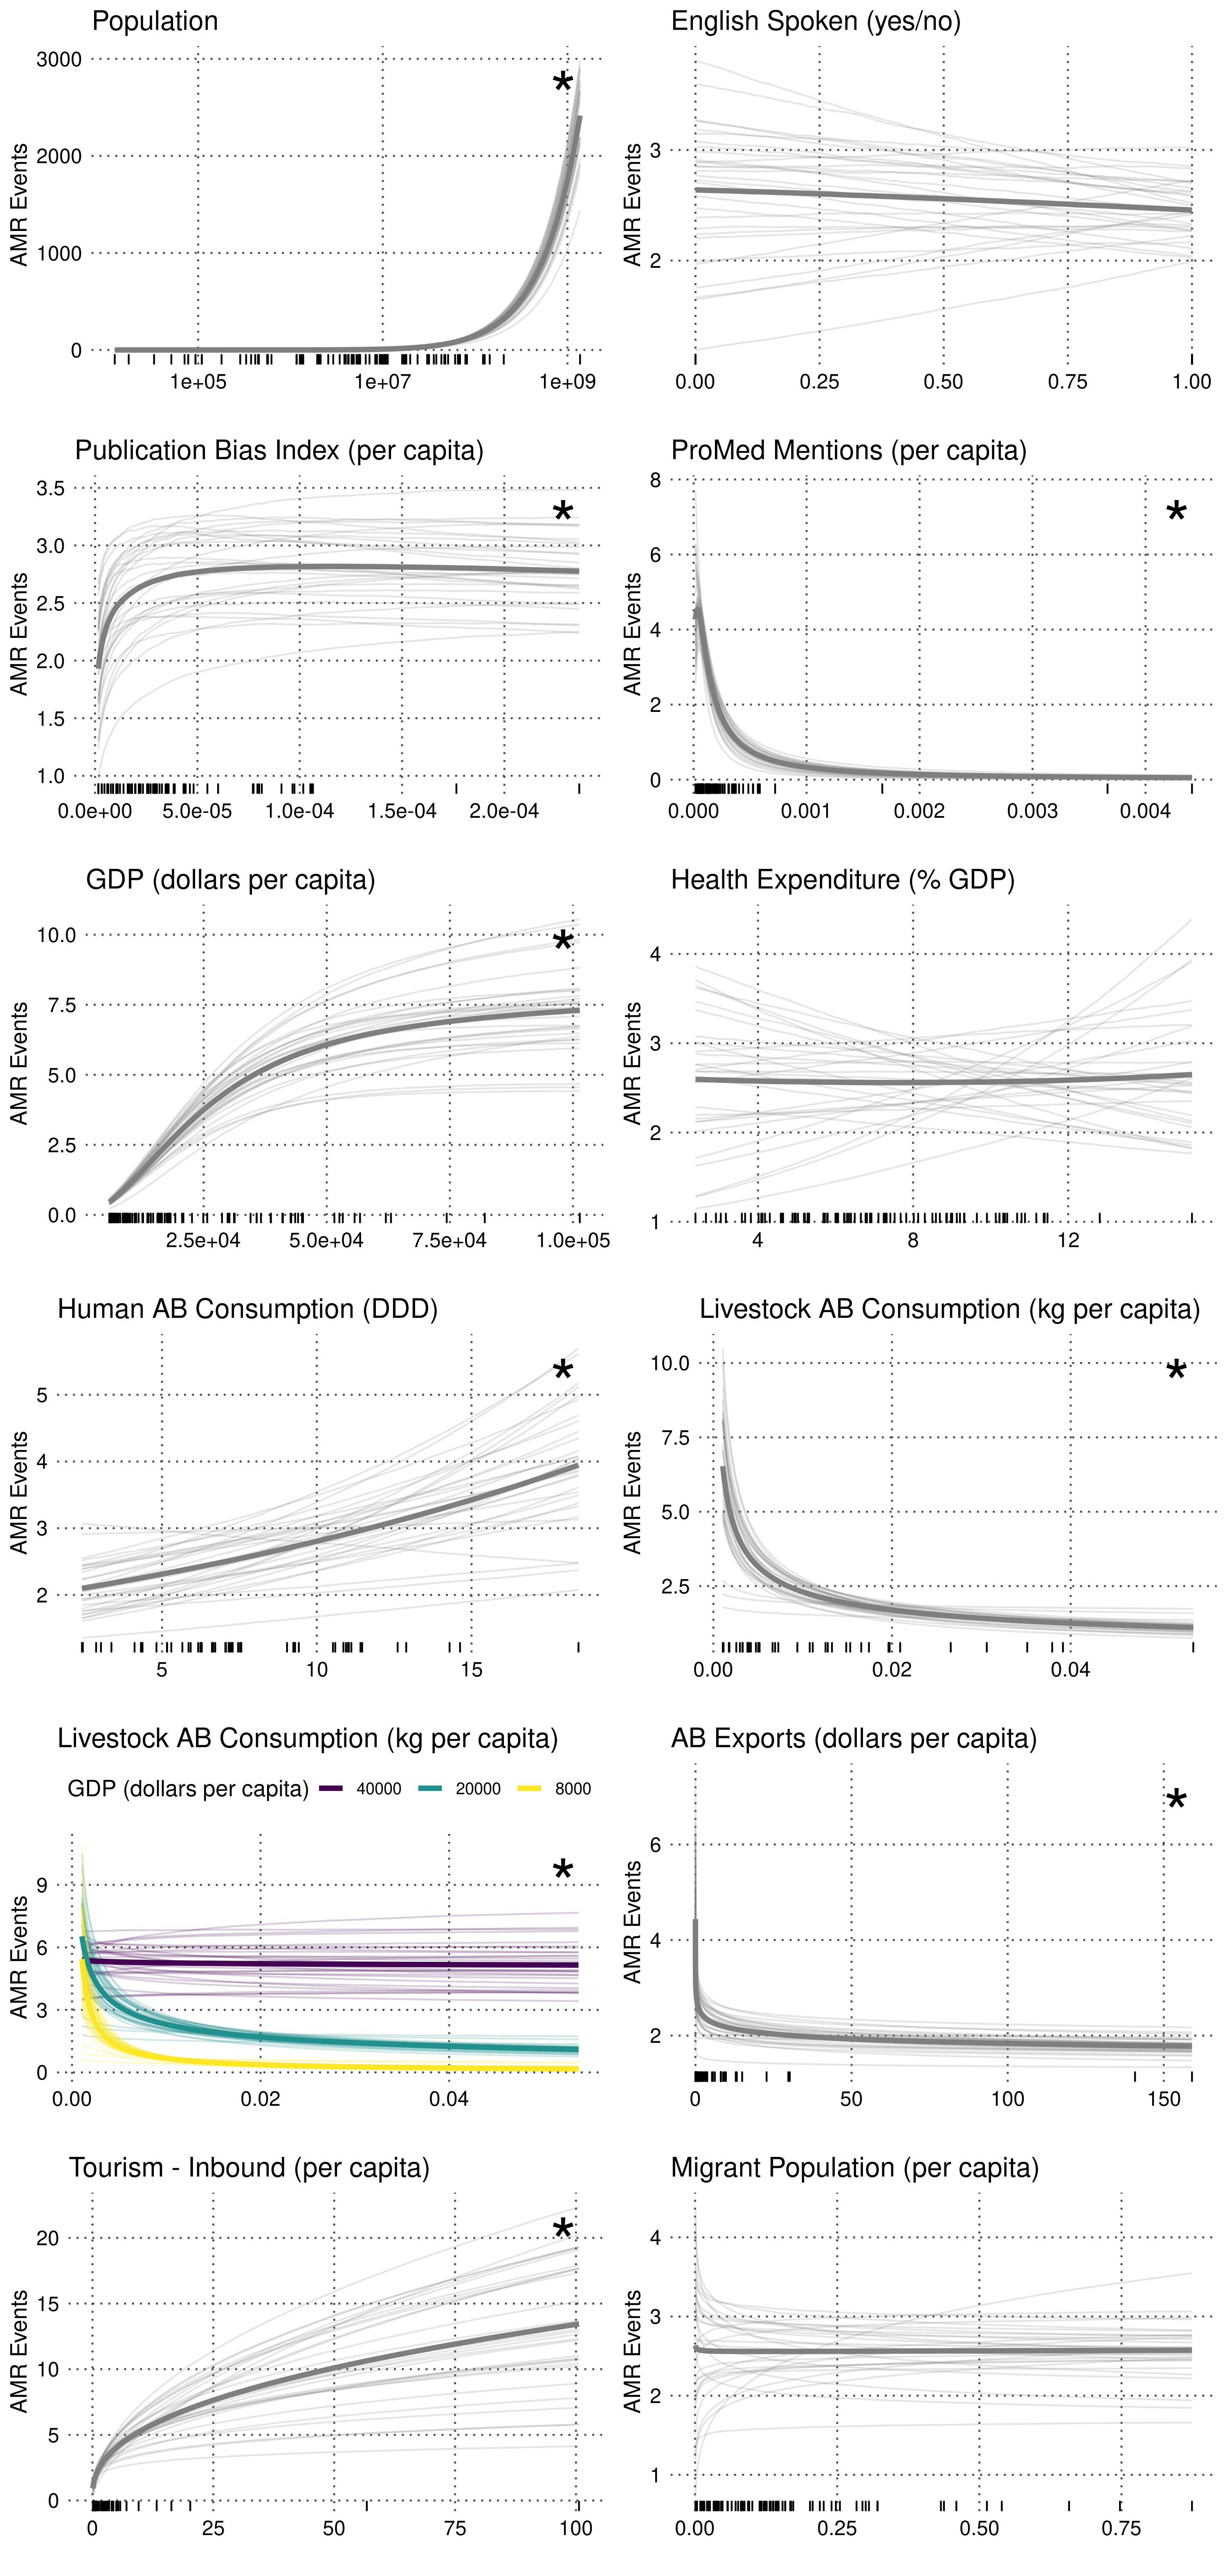 Population
AMR Events
3000
2000
1000
0
1e+05 1e+07 1e+09
*
English Spoken (yes/no)
AMR Events
3
2
0.00 0.25 0.50 0.75 1.00
Publication Bias Index (per capita)
AMR Events
3.5
3.0
2.5
2.0
1.5
1.0
0.0e+00 5.0e-05 1.0e-04 1.5e-04 2.0e-04
*
ProMed Mentions (per capita)
AMR Events
8
6
4
2
0
0.000 0.001 0.002 0.003 0.004
*
GDP (dollars per capita)
AMR Events
10.0
7.5
5.0
2.5
0.0
2.5e+04 5.0e+04 7.5e+04 1.0e+05
*
Health Expenditure (% GDP)
AMR Events
4
3
2
1
4 8 12
Human AB Consumption (DDD)
AMR Events
5
4
3
2
5 10 15
*
Livestock AB Consumption (kg per capita)
AMR Events
10.0
7.5
5.0
2.5
0.00 0.02 0.04
*
Livestock AB Consumption (kg per capita)
GDP (dollars per capita) 40000 20000 8000
AMR Events
9
6
3
0
0.00 0.02 0.04
*
AB Exports (dollars per capita)
AMR Events
6
4
2
0 50 100 150
*
Tourism - Inbound (per capita)
AMR Events
20
15
10
5
0
0 25 50 75 100
*
Migrant Population (per capita)
AMR Events
4
3
2
1
0.00 0.25 0.50 0.75